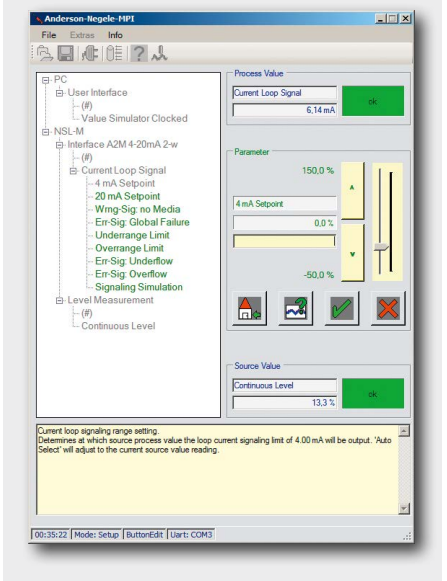 Anderson-Negele-MPI
File Extras Info
PC
User Interface
(#)
Value Simulator Clocked
NSL-M
Interface A2M 4-20mA 2-w
(#)
Current Loop Signal
4 mA Setpoint
20 mA Setpoint
Wrng-Sig: no Media
Err-Sig: Global Failure
Underrange Limit
Overrange Limit
Err-Sig: Underflow
Err-Sig: Overflow
Signaling Simulation
Level Measurement
(#)
Continuous Level
Process Value
Current Loop Signal
6,14 mA
ok
Parameter
150,0 %
4 mA Setpoint
0,0 %
-50,0 %
Source Value
Continuous Level
13,3 %
ok
Current loop signaling range setting.
Determines at which source process value the loop current signaling limit of 4.00 mA will be output. 'Auto
Select' will adjust to the current source value reading.
00:35:22 Mode: Setup ButtonEdit Uart: COM3